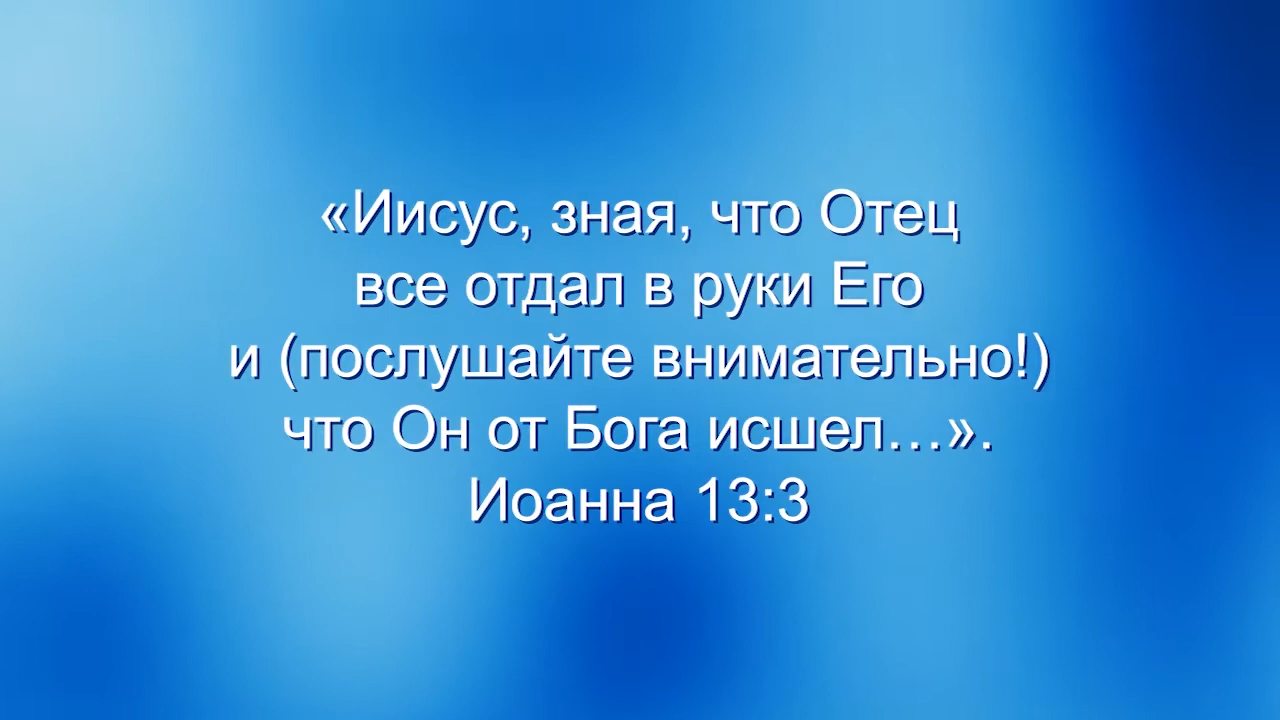 «Иисус, зная, что Отец
все отдал в руки Его
и (послушайте внимательно!)
что Он от Бога исшел…».
Иоанна 13:3